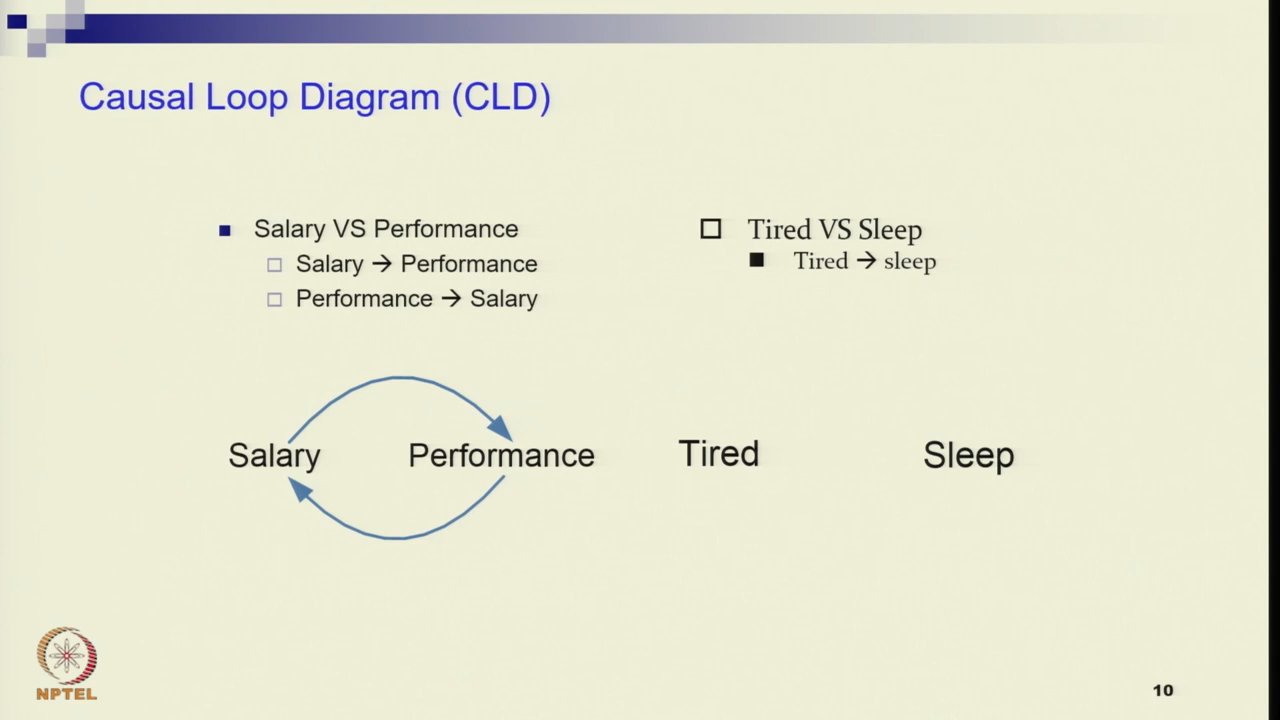 Causal Loop Diagram (CLD)
Salary VS Performance
Salary → Performance
Performance → Salary
Tired VS Sleep
Tired → sleep
Salary
Performance
Tired
Sleep
NPTEL
10